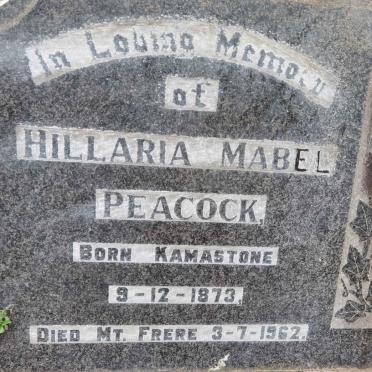 In Loving Memory
of
HILLARIA MABEL
PEACOCK.
BORN KAMASTONE
9-12-1873.
DIED MT. FRERE 3-7-1962.